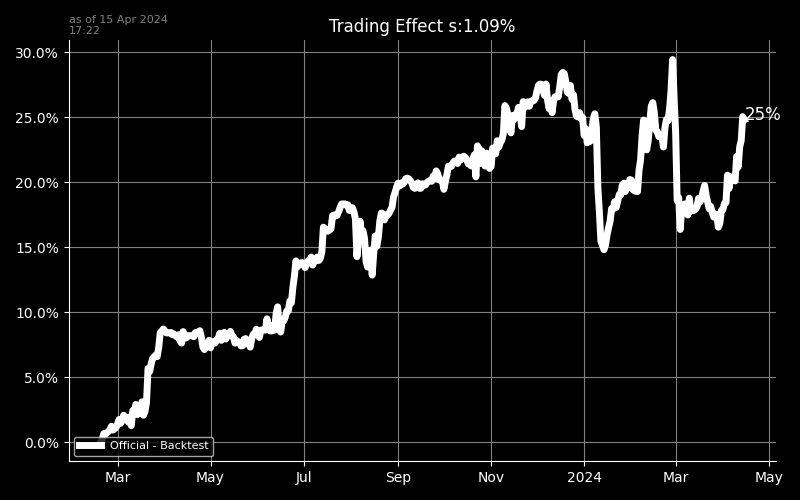 as of 15 Apr 2024
17:22
Trading Effect s:1.09%
30.0%
25.0%
25%
20.0%
15.0%
10.0%
5.0%
0.0%
Official - Backtest
Mar
May
Jul
Sep
Nov
2024
Mar
May